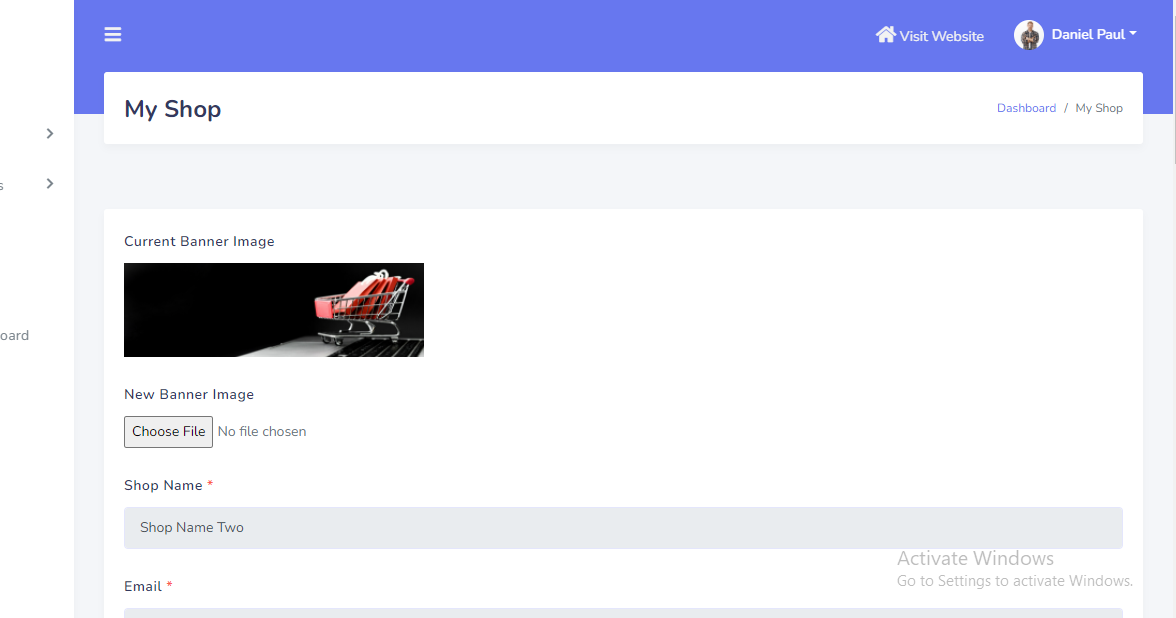 Visit Website
Daniel Paul
My Shop
Dashboard / My Shop
s
oard
Current Banner Image
New Banner Image
Choose File No file chosen
Shop Name *
Shop Name Two
Activate Windows
Go to Settings to activate Windows.
Email *